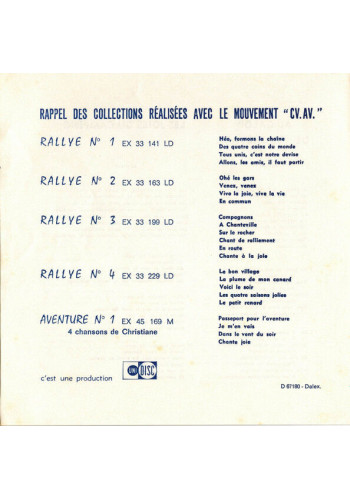 RAPPEL DES COLLECTIONS RÉALISÉES AVEC LE MOUVEMENT "CV.AV."
RALLYE N° 1 EX 33 141 LD
Héo, formons la chaîne
Des quatre coins du monde
Tous unis, c'est notre devise
Allons, les amis, il faut partir
RALLYE N° 2 EX 33 163 LD
Ohé les gars
Venez, venez
Vive la joie, vive la vie
En commun
RALLYE N° 3 EX 33 199 LD
Compagnons
A Chanteville
Sur le rocher
Chant de ralliement
En route
Chante à la joie
RALLYE N° 4 EX 33 229 LD
Le bon village
La plume de mon canard
Voici le soir
Les quatre saisons jolies
Le petit renard
AVENTURE N° 1 EX 45 169 M
4 chansons de Christiane
Passeport pour l'aventure
Je m'en vais
Dans le vent du soir
Chante joie
c'est une production
UNI DISC
D 67180 - Dalex.